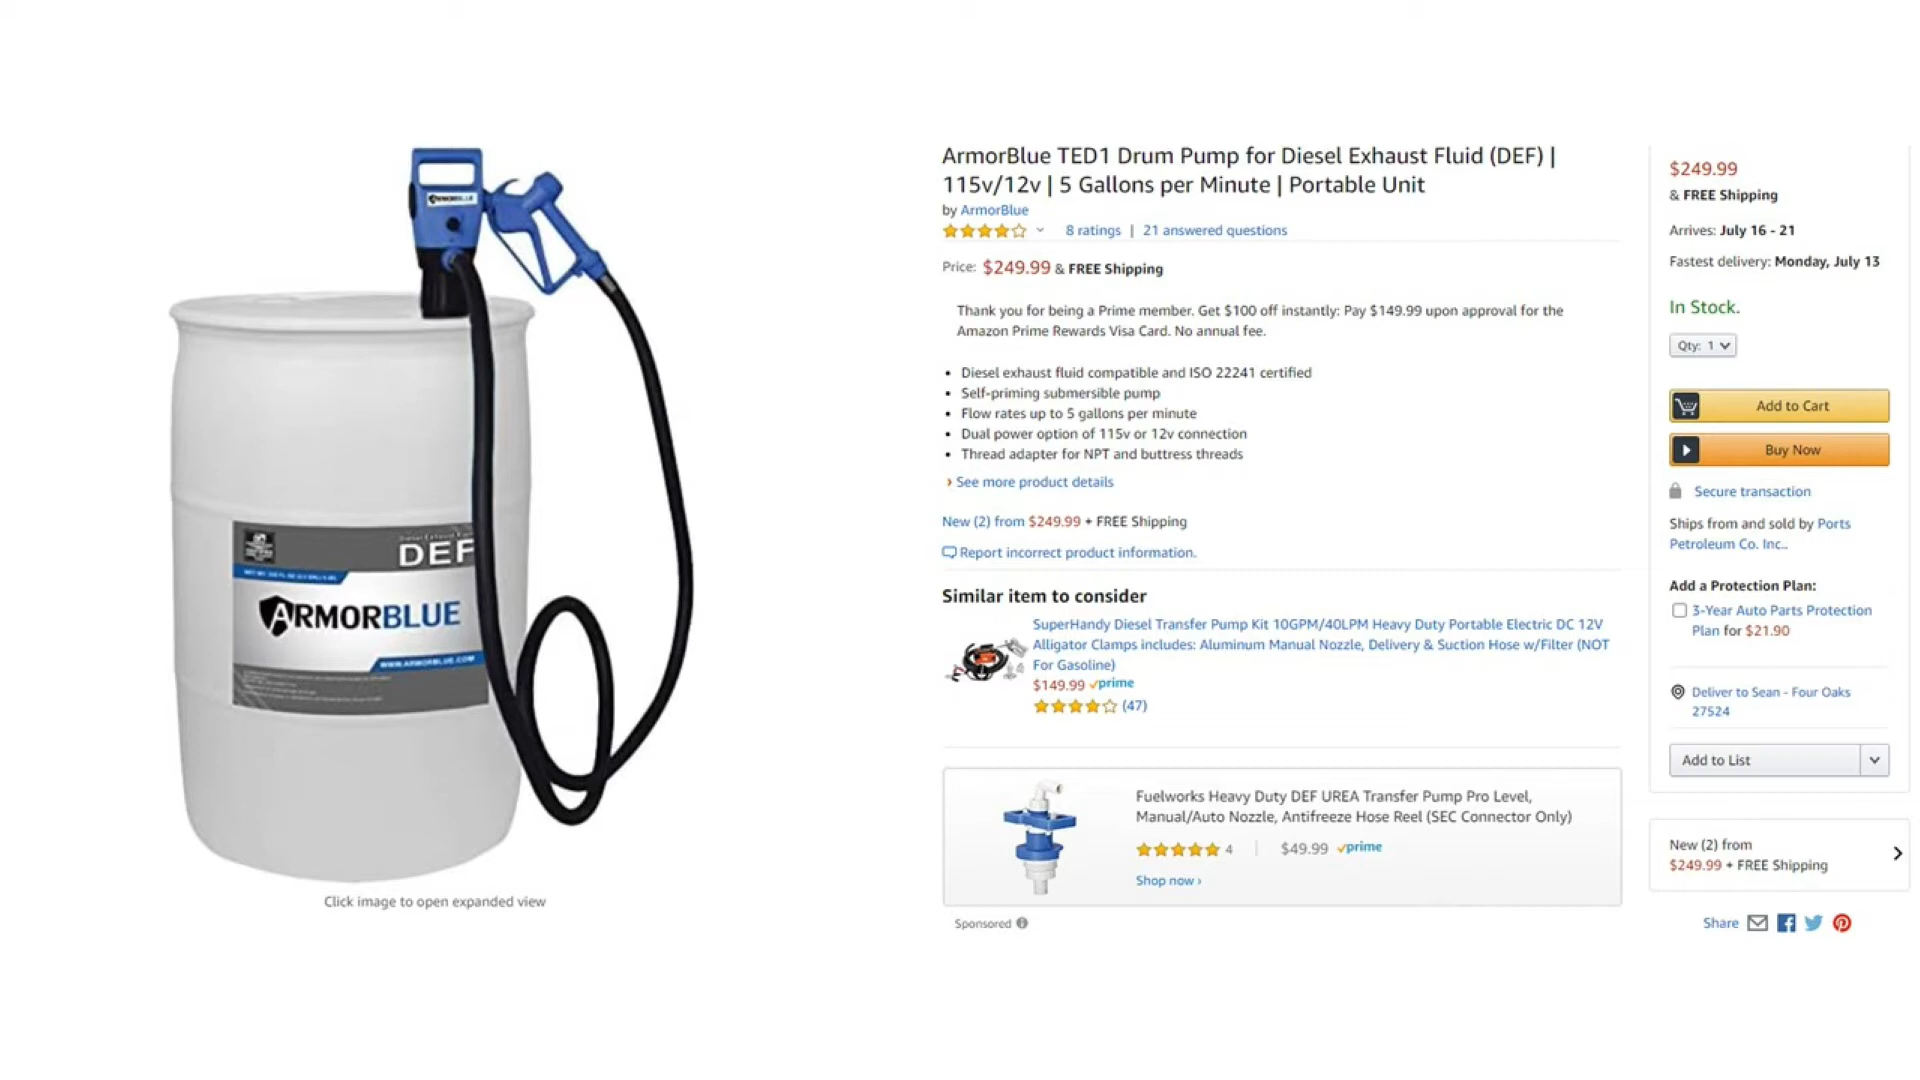 ARMORBLUE
DEF
ARMORBLUE
WWW.ARMORBLUE.COM
Click image to open expanded view
ArmorBlue TED1 Drum Pump for Diesel Exhaust Fluid (DEF) |
115v/12v | 5 Gallons per Minute | Portable Unit
by ArmorBlue
8 ratings | 21 answered questions
Price: $249.99 & FREE Shipping
Thank you for being a Prime member. Get $100 off instantly: Pay $149.99 upon approval for the
Amazon Prime Rewards Visa Card. No annual fee.
• Diesel exhaust fluid compatible and ISO 22241 certified
• Self-priming submersible pump
• Flow rates up to 5 gallons per minute
• Dual power option of 115v or 12v connection
• Thread adapter for NPT and buttress threads
› See more product details
New (2) from $249.99 + FREE Shipping
Report incorrect product information.
Similar item to consider
SuperHandy Diesel Transfer Pump Kit 10GPM/40LPM Heavy Duty Portable Electric DC 12V
Alligator Clamps includes: Aluminum Manual Nozzle, Delivery & Suction Hose w/Filter (NOT
For Gasoline)
$149.99 prime
(47)
Fuelworks Heavy Duty DEF UREA Transfer Pump Pro Level,
Manual/Auto Nozzle, Antifreeze Hose Reel (SEC Connector Only)
4 | $49.99 prime
Shop now ›
Sponsored
$249.99
& FREE Shipping
Arrives: July 16 - 21
Fastest delivery: Monday, July 13
In Stock.
Qty: 1
Add to Cart
Buy Now
Secure transaction
Ships from and sold by Ports
Petroleum Co. Inc..
Add a Protection Plan:
3-Year Auto Parts Protection
Plan for $21.90
Deliver to Sean - Four Oaks
27524
Add to List
New (2) from
$249.99 + FREE Shipping
Share